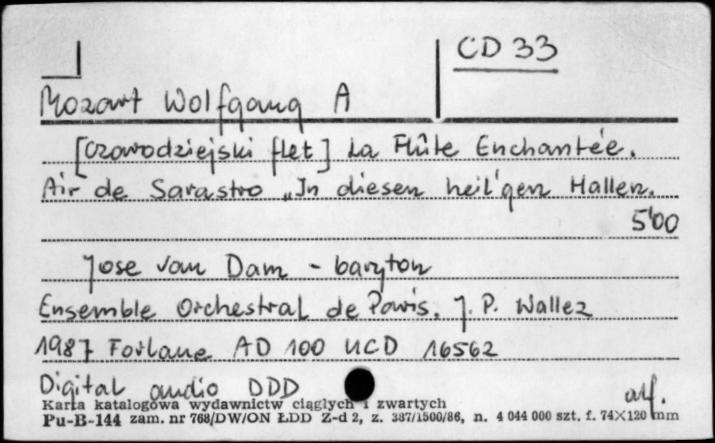 CD 33
Mozart Wolfgang A
[Czarodziejski flet] La Flûte Enchantée.
Air de Sarastro „In diesen heil'gen Hallen.
5'00
Jose van Dam - baryton
Ensemble Orchestral de Paris, J. P. Wallez
1987 Forlane AD 100 UCD 16562
Digital audio DDD alf.
Karta katalogowa wydawnictw ciągłych i zwartych
Pu-B-144 zam. nr 768/DW/ON ŁDD Z-d 2, z. 387/1500/86, n. 4 044 000 szt. f. 74×120 mm